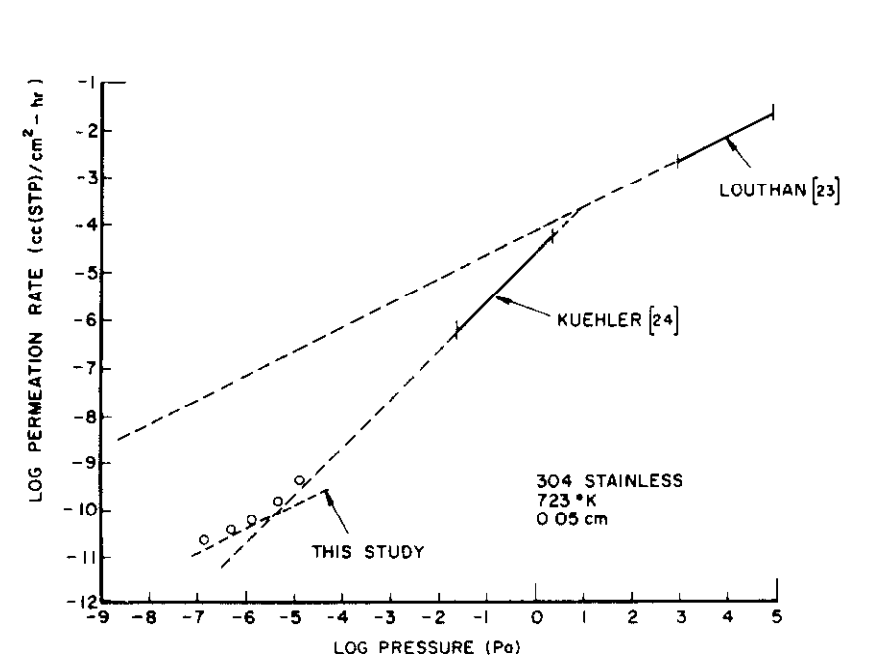 LOG PERMEATION RATE (cc(STP)/cm² - hr)
-1
-2
-3
-4
-5
-6
-7
-8
-9
-10
-11
-12
LOUTHAN [23]
KUEHLER [24]
304 STAINLESS
723 °K
0 05 cm
THIS STUDY
-9 -8 -7 -6 -5 -4 -3 -2 -1 0 1 2 3 4 5
LOG PRESSURE (Pa)